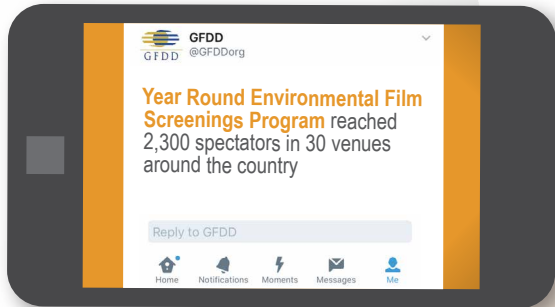 GFDD
GFDD
@GFDDorg
Year Round Environmental Film
Screenings Program reached
2,300 spectators in 30 venues
around the country
Reply to GFDD
Home Notifications Moments Messages Me